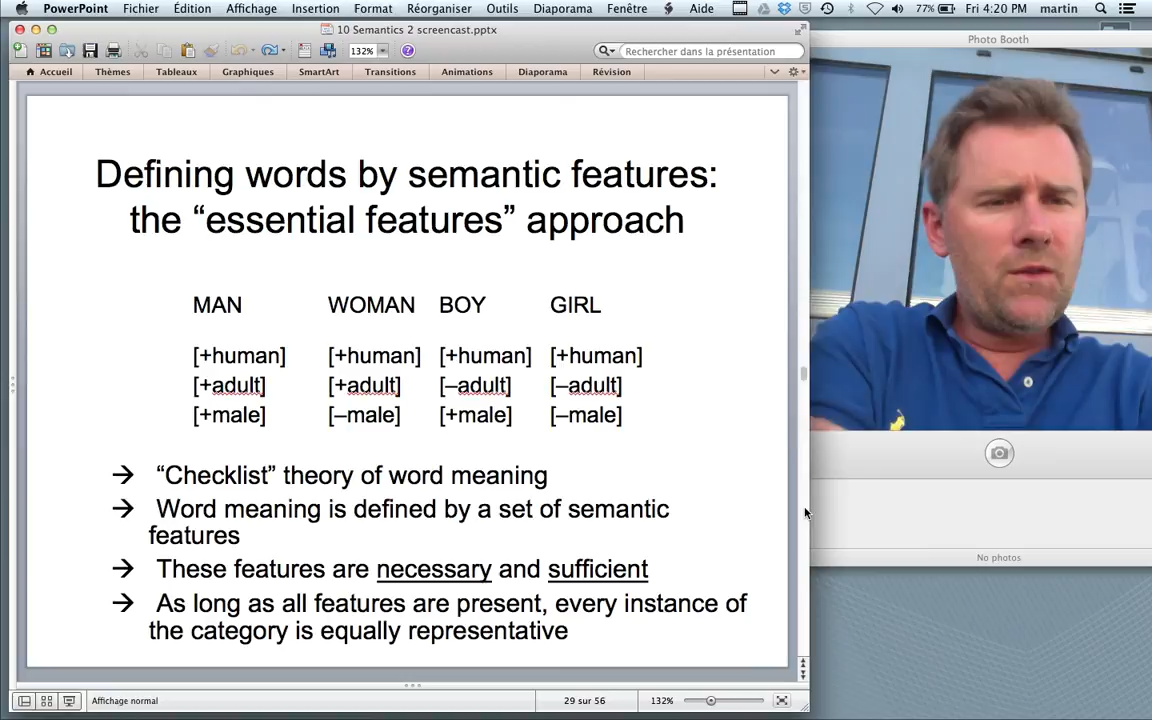 PowerPoint Fichier Édition Affichage Insertion Format Réorganiser Outils Diaporama Fenêtre Aide 77% Fri 4:20 PM martin
10 Semantics 2 screencast.pptx
Photo Booth
132% Rechercher dans la présentation
Accueil Thèmes Tableaux Graphiques SmartArt Transitions Animations Diaporama Révision
Defining words by semantic features:
the “essential features” approach
MAN WOMAN BOY GIRL
[+human] [+human] [+human] [+human]
[+adult] [+adult] [–adult] [–adult]
[+male] [–male] [+male] [–male]
→ “Checklist” theory of word meaning
→ Word meaning is defined by a set of semantic
features
→ These features are necessary and sufficient
→ As long as all features are present, every instance of
the category is equally representative
No photos
Affichage normal 29 sur 56 132%